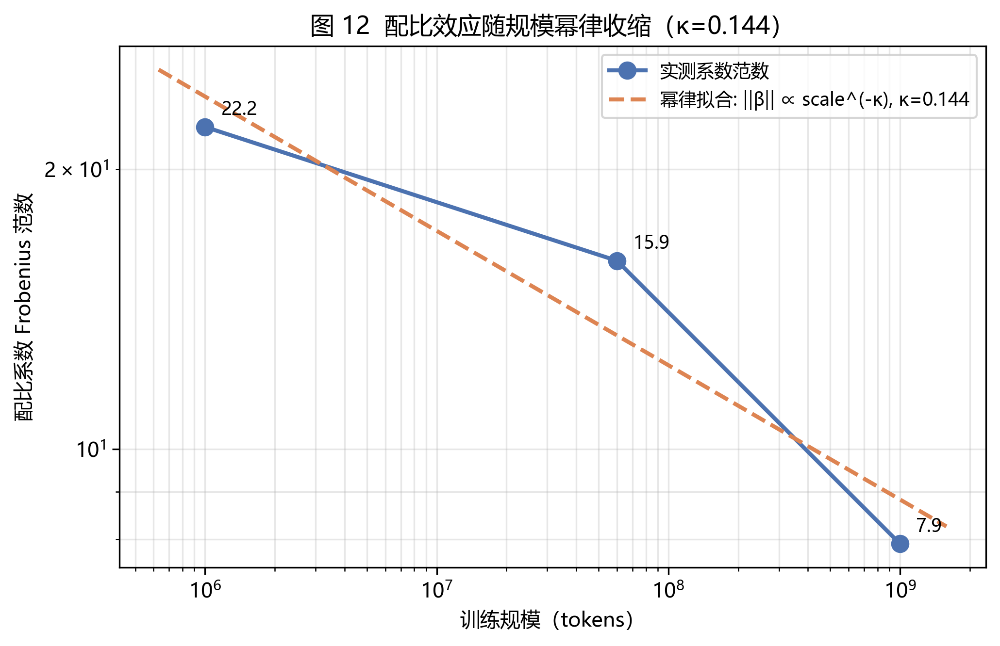 图 12  配比效应随规模幂律收缩（κ=0.144）
实测系数范数
幂律拟合: ||β|| ∝ scale^(-κ), κ=0.144
22.2
15.9
7.9
2 × 10¹
10¹
配比系数 Frobenius 范数
10⁶
10⁷
10⁸
10⁹
训练规模（tokens）